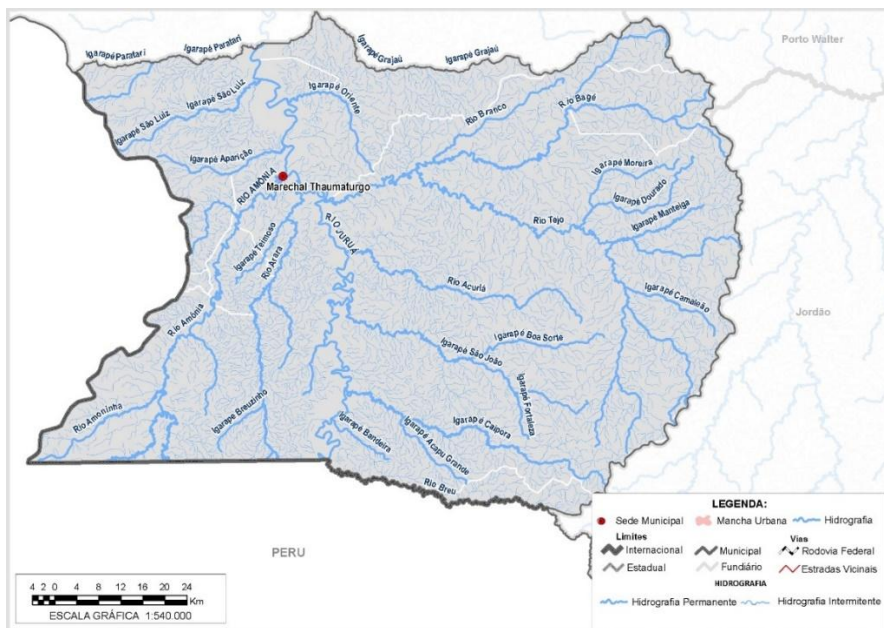 Igarapé Paratari
Igarapé Paratari
Igarapé Grajaú
Igarapé Grajaú
Porto Walter
Igarapé São Luiz
Igarapé São Luiz
Igarapé Oriente
Rio Branco
Rio Bagé
Igarapé Aparição
Igarapé Moreira
RIO AMÔNIA
Marechal Thaumaturgo
Igarapé Dourado
Igarapé Manteiga
Rio Tejo
RIO JURUÁ
Igarapé Teimoso
Rio Arara
Rio Acuriá
Igarapé Camaleão
Jordão
Rio Amônia
Igarapé Boa Sorte
Igarapé São João
Igarapé Fortaleza
Rio Amoninha
Igarapé Breuzinho
Igarapé Caipora
Igarapé Bandeira
Igarapé Acapu Grande
Rio Breu
PERU
4 2 0 4 8 12 16 20 24
Km
ESCALA GRÁFICA 1:540.000
LEGENDA:
Sede Municipal Mancha Urbana Hidrografia
Limites Vias
Internacional Municipal Rodovia Federal
Estadual Fundiário Estradas Vicinais
HIDROGRAFIA
Hidrografia Permanente Hidrografia Intermitente